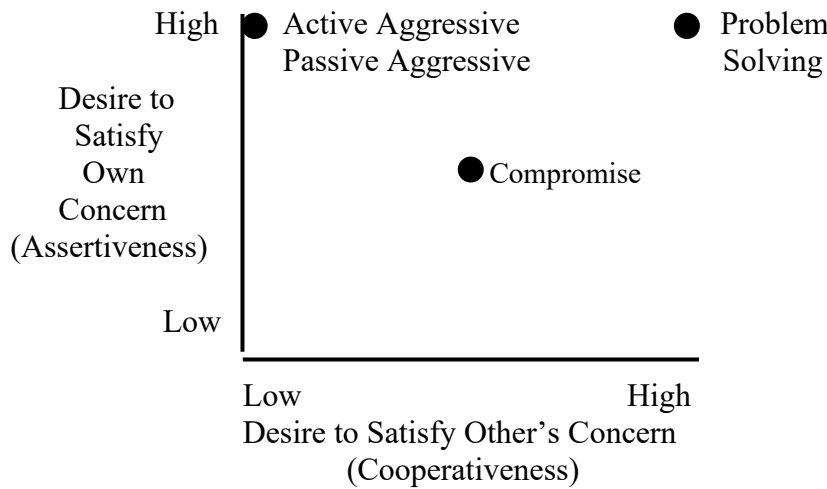 High
Active Aggressive
Passive Aggressive
Problem
Solving
Desire to
Satisfy
Own
Concern
(Assertiveness)
Compromise
Low
Low
High
Desire to Satisfy Other’s Concern
(Cooperativeness)